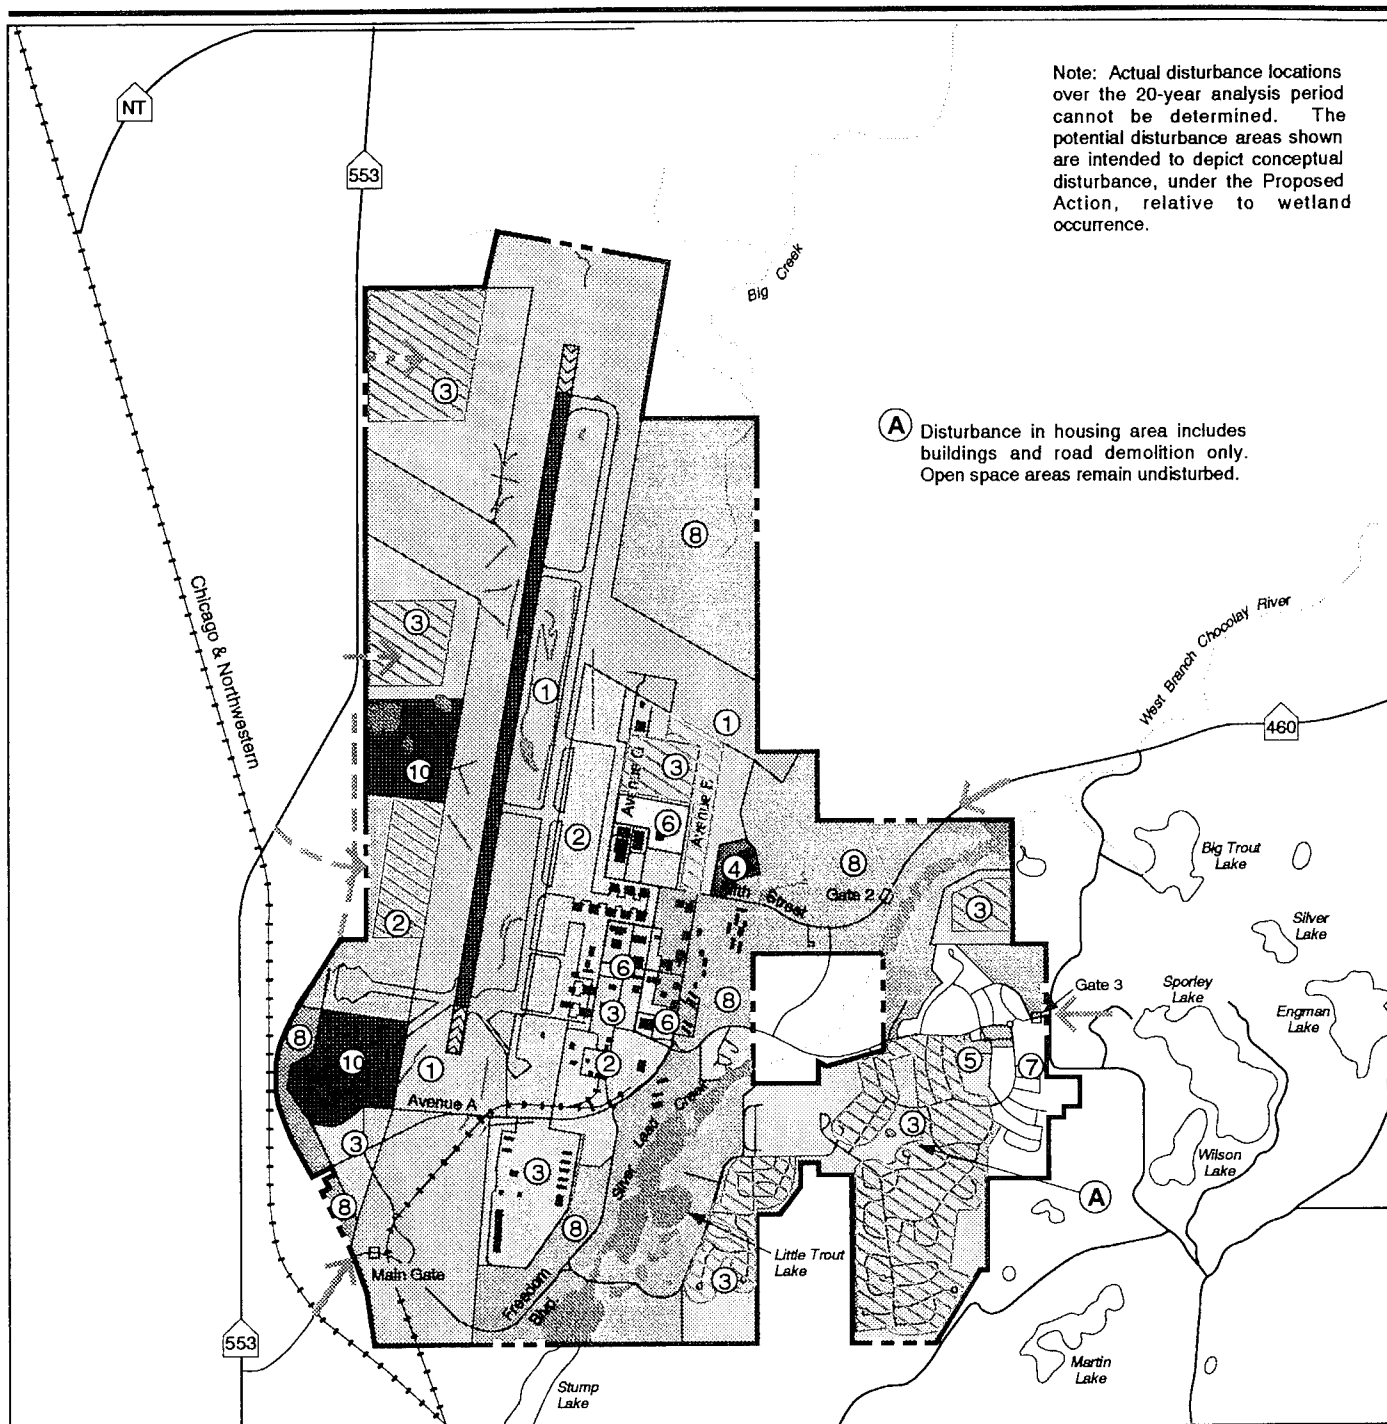 Note: Actual disturbance locations
over the 20-year analysis period
cannot be determined. The
potential disturbance areas shown
are intended to depict conceptual
disturbance, under the Proposed
Action, relative to wetland
occurrence.
NT
553
Big Creek
3
A Disturbance in housing area includes
buildings and road demolition only.
Open space areas remain undisturbed.
8
Chicago & Northwestern
West Branch Chocolay River
3
1
1
460
Avenue G
3
Avenue E
10
6
2
4
8
Big Trout
Lake
Street
Gate 2
3
2
Silver
Lake
6
8
3
6
Gate 3
Sporley
Lake
Engman
Lake
8
10
1
2
5
7
Avenue A
Silver Lead Creek
3
3
3
Wilson
Lake
A
8
8
Main Gate
Freedom
Blvd.
Little Trout
Lake
3
553
Stump
Lake
Martin
Lake